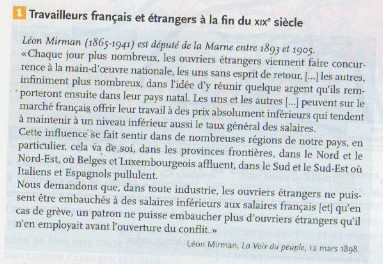 1 Travailleurs français et étrangers à la fin du XIXe siècle
Léon Mirman (1865-1941) est député de la Marne entre 1893 et 1905.
«Chaque jour plus nombreux, les ouvriers étrangers viennent faire concur-
rence à la main-d'œuvre nationale, les uns sans esprit de retour, [...] les autres,
infiniment plus nombreux, dans l'idée d'y réunir quelque argent qu'ils rem-
porteront ensuite dans leur pays natal. Les uns et les autres [...] peuvent sur le
marché français offrir leur travail à des prix absolument inférieurs qui tendent
à maintenir à un niveau inférieur aussi le taux général des salaires.
Cette influence se fait sentir dans de nombreuses régions de notre pays, en
particulier, cela va de soi, dans les provinces frontières, dans le Nord et le
Nord-Est, où Belges et Luxembourgeois affluent, dans le Sud et le Sud-Est où
Italiens et Espagnols pullulent.
Nous demandons que, dans toute industrie, les ouvriers étrangers ne puis-
sent être embauchés à des salaires inférieurs aux salaires français [et] qu'en
cas de grève, un patron ne puisse embaucher plus d'ouvriers étrangers qu'il
n'en employait avant l'ouverture du conflit.»
Léon Mirman, La Voix du peuple, 12 mars 1898.